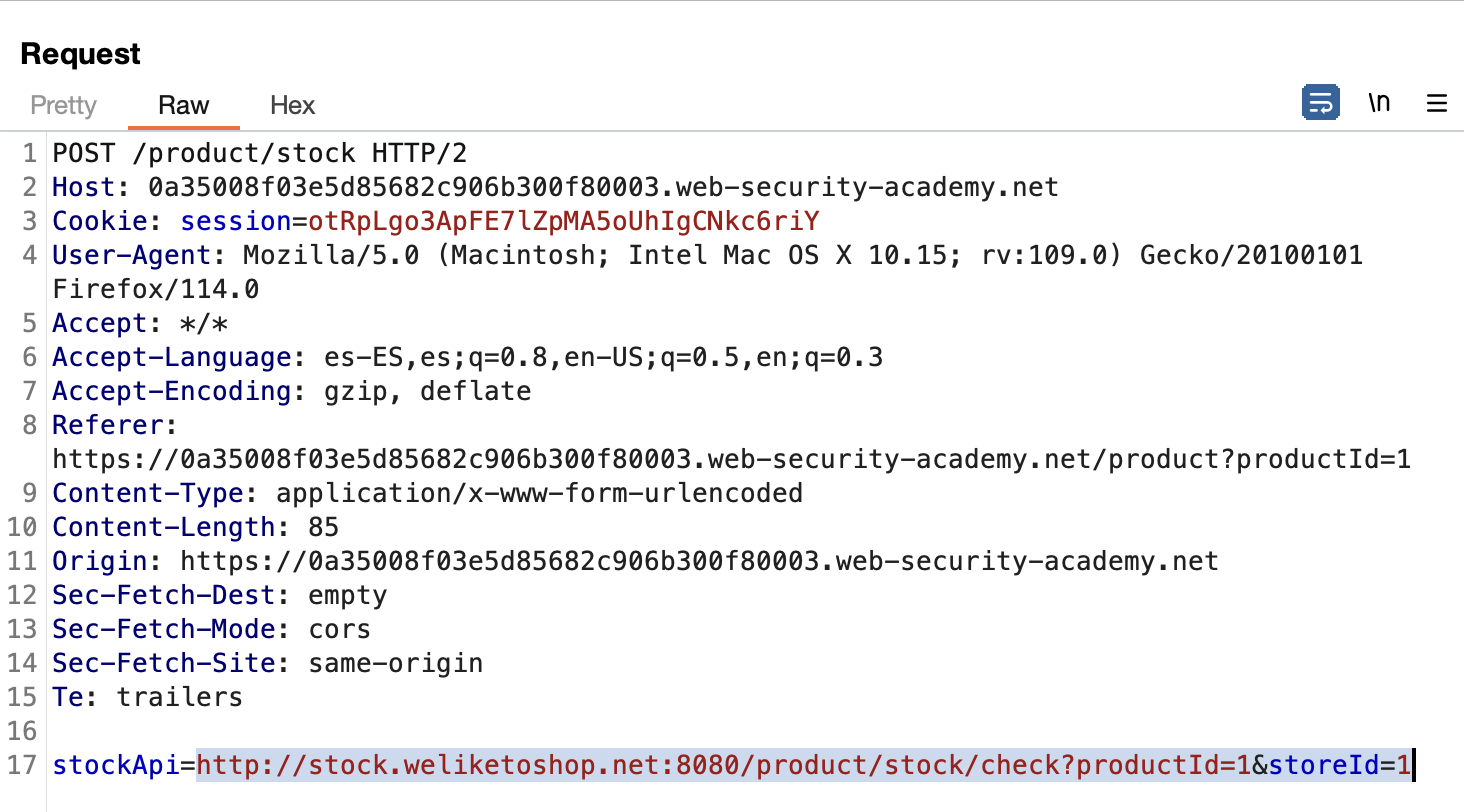 Request
Pretty Raw Hex \n
1 POST /product/stock HTTP/2
2 Host: 0a35008f03e5d85682c906b300f80003.web-security-academy.net
3 Cookie: session=otRpLgo3ApFE7lZpMA5oUhIgCNkc6riY
4 User-Agent: Mozilla/5.0 (Macintosh; Intel Mac OS X 10.15; rv:109.0) Gecko/20100101
Firefox/114.0
5 Accept: */*
6 Accept-Language: es-ES,es;q=0.8,en-US;q=0.5,en;q=0.3
7 Accept-Encoding: gzip, deflate
8 Referer:
https://0a35008f03e5d85682c906b300f80003.web-security-academy.net/product?productId=1
9 Content-Type: application/x-www-form-urlencoded
10 Content-Length: 85
11 Origin: https://0a35008f03e5d85682c906b300f80003.web-security-academy.net
12 Sec-Fetch-Dest: empty
13 Sec-Fetch-Mode: cors
14 Sec-Fetch-Site: same-origin
15 Te: trailers
16
17 stockApi=http://stock.weliketoshop.net:8080/product/stock/check?productId=1&storeId=1